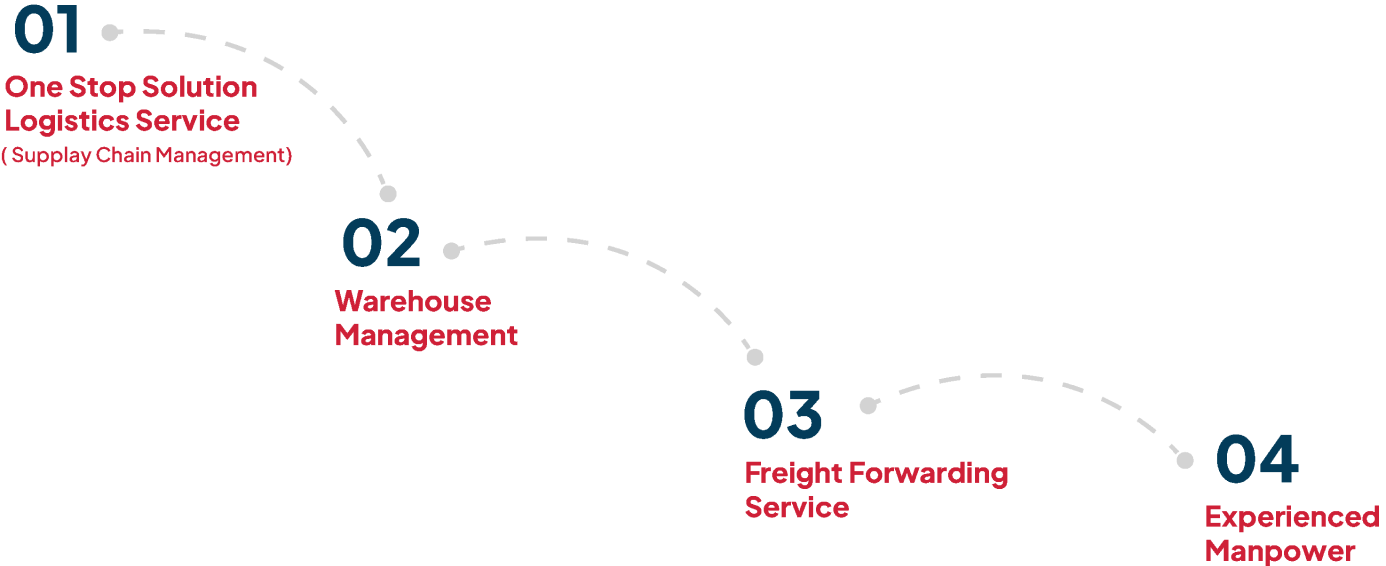 01
One Stop Solution
Logistics Service
( Supplay Chain Management)
02
Warehouse
Management
03
Freight Forwarding
Service
04
Experienced
Manpower